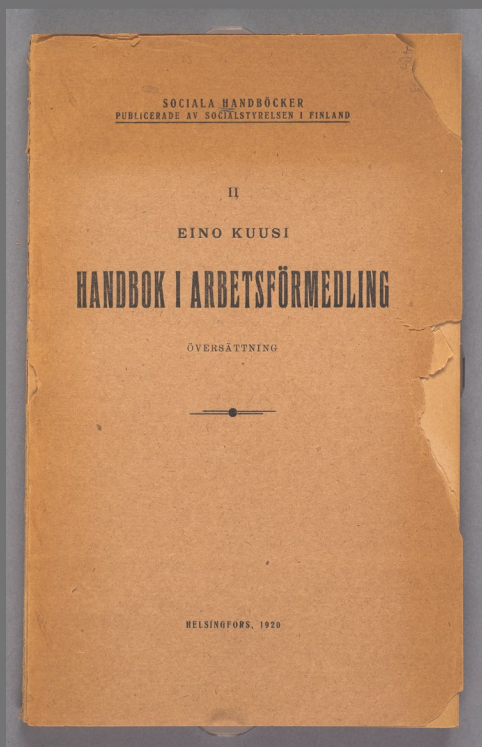 SOCIALA HANDBÖCKER
PUBLICERADE AV SOCIALSTYRELSEN I FINLAND
II
EINO KUUSI
HANDBOK I ARBETSFÖRMEDLING
ÖVERSÄTTNING
HELSINGFORS, 1920